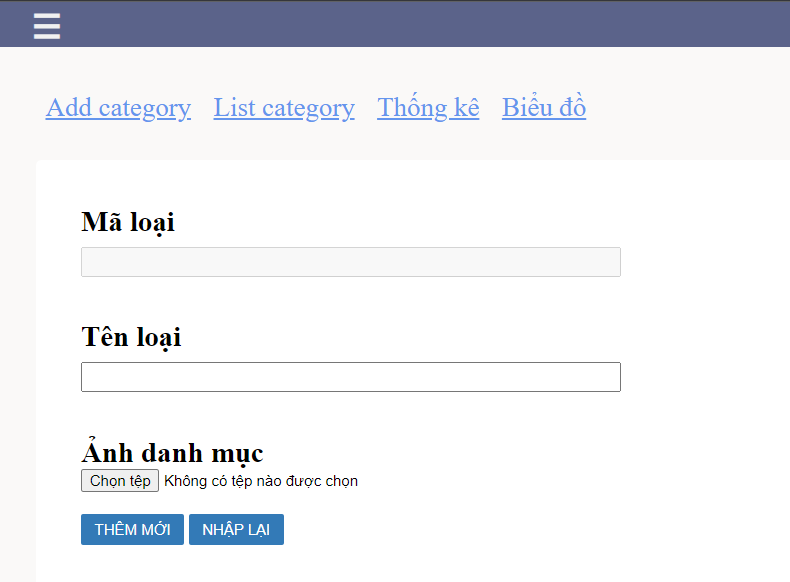 Add category List category Thống kê Biểu đồ
Mã loại
Tên loại
Ảnh danh mục
Chọn tệp Không có tệp nào được chọn
THÊM MỚI NHẬP LẠI